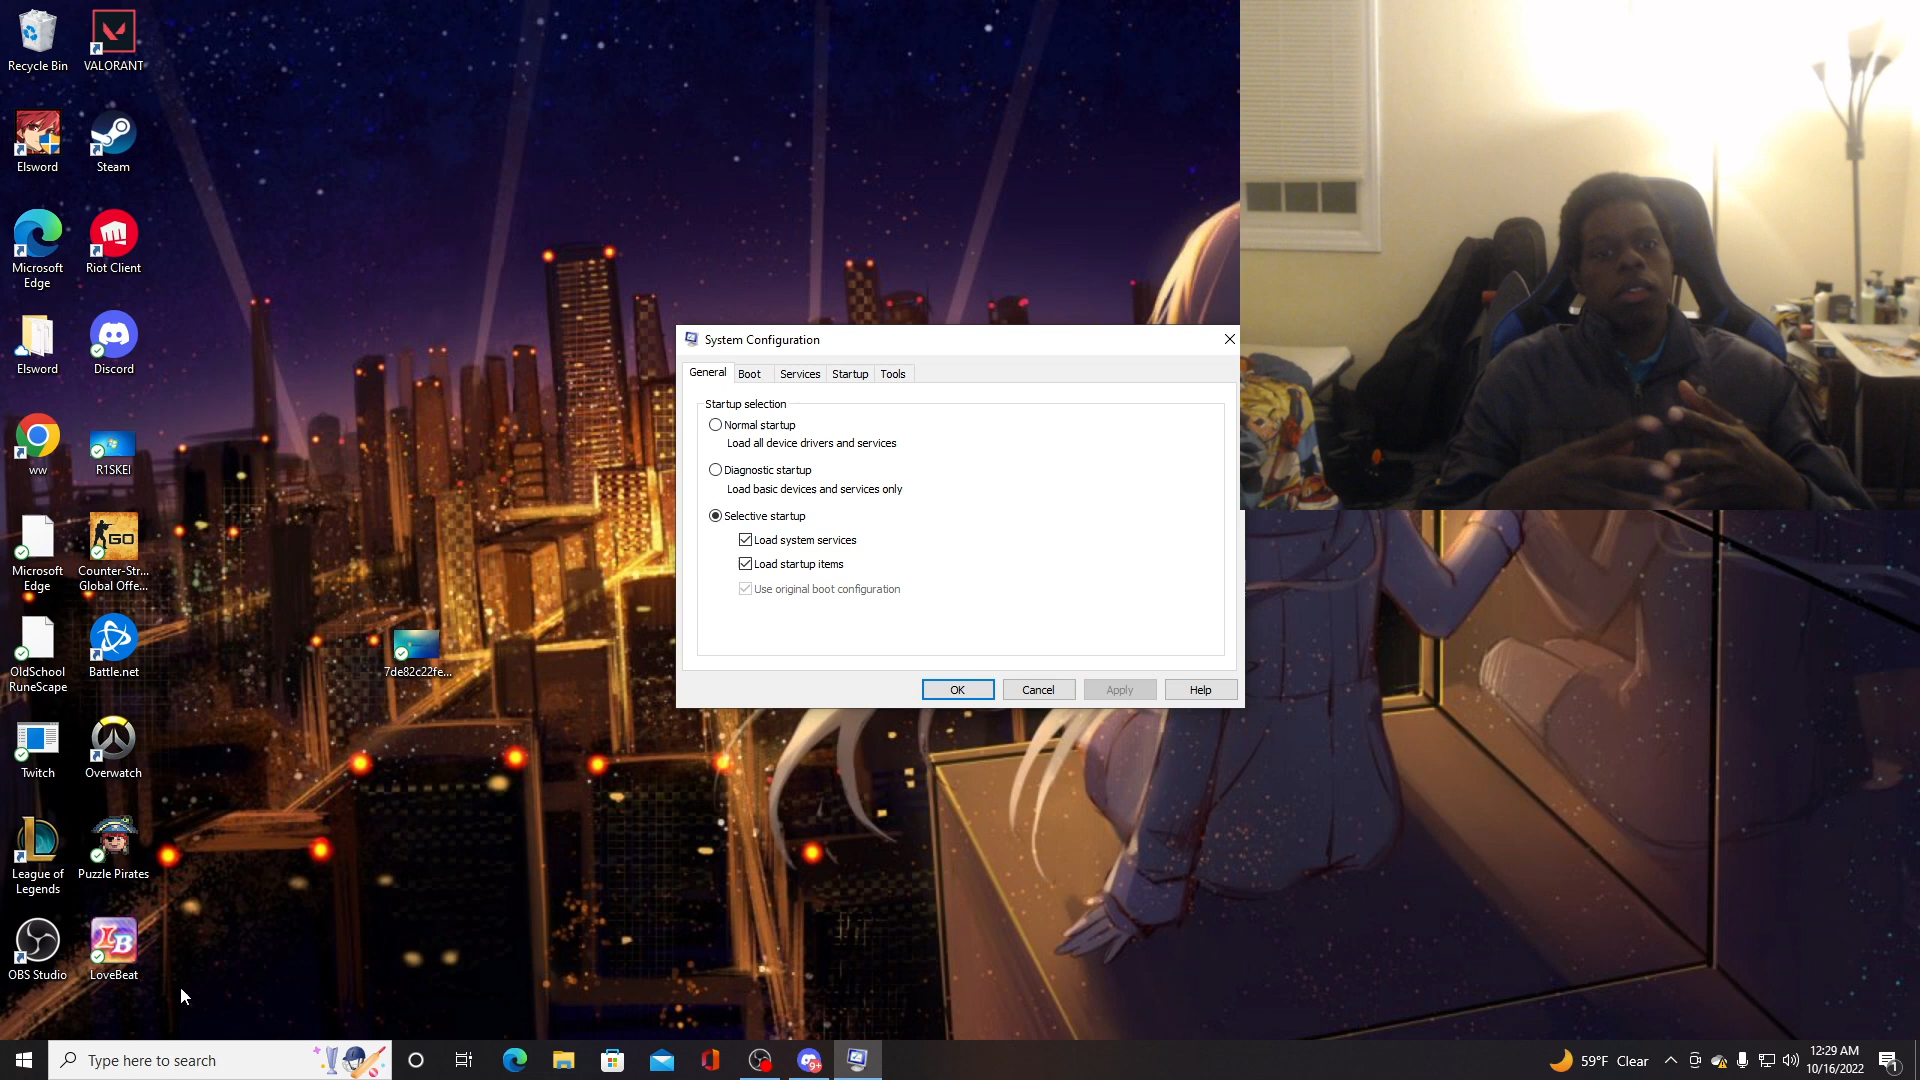 Recycle Bin
VALORANT
Elsword
Steam
Microsoft
Edge
Riot Client
Elsword
Discord
ww
R1SKEI
GO
Microsoft
Edge
Counter-Str...
Global Offe...
OldSchool
RuneScape
Battle.net
7de82c22fe...
Twitch
Overwatch
League of
Legends
Puzzle Pirates
LB
OBS Studio
LoveBeat
System Configuration
General
Boot
Services
Startup
Tools
Startup selection
Normal startup
Load all device drivers and services
Diagnostic startup
Load basic devices and services only
Selective startup
Load system services
Load startup items
Use original boot configuration
OK
Cancel
Apply
Help
Type here to search
9+
59°F Clear
12:29 AM
10/16/2022
1